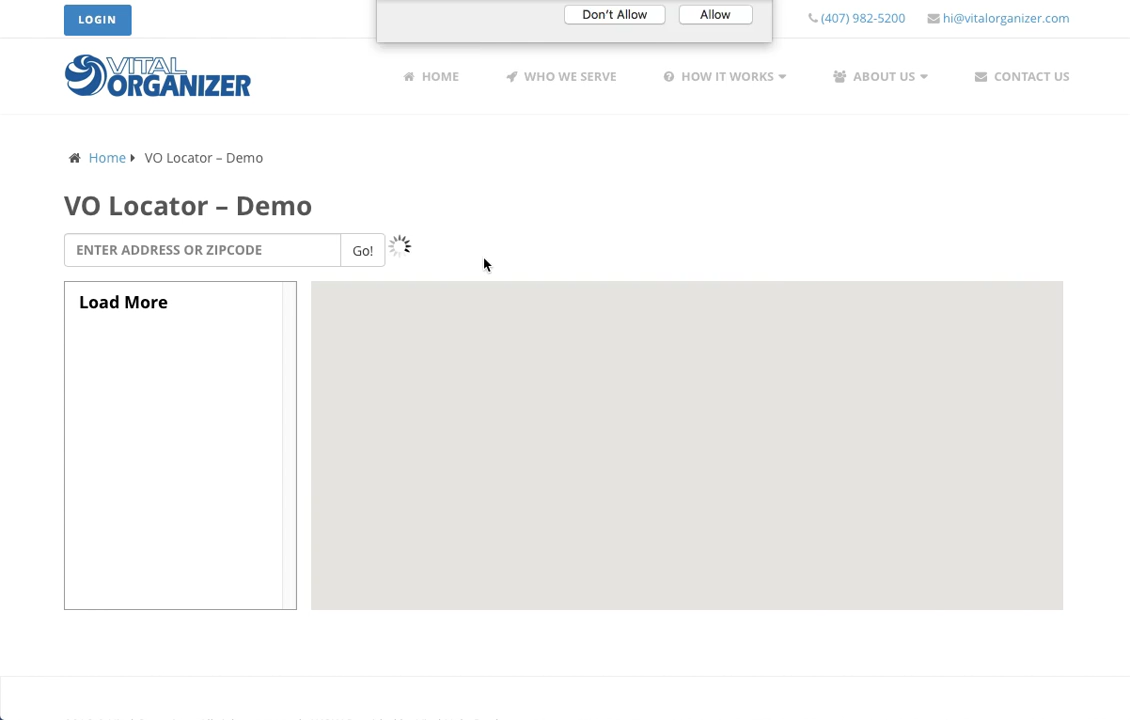 Don't Allow
Allow
LOGIN
(407) 982-5200
hi@vitalorganizer.com
VITAL
ORGANIZER
HOME
WHO WE SERVE
HOW IT WORKS
ABOUT US
CONTACT US
Home
VO Locator – Demo
VO Locator – Demo
ENTER ADDRESS OR ZIPCODE
Go!
Load More